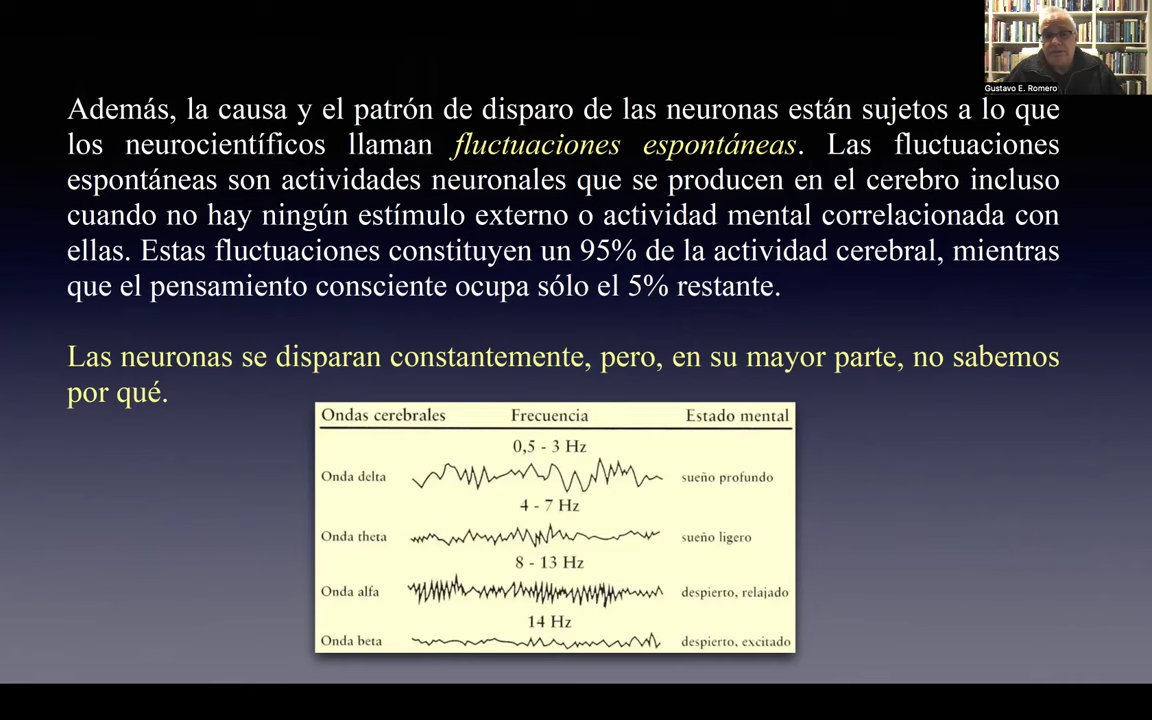 Gustavo E. Romero
Además, la causa y el patrón de disparo de las neuronas están sujetos a lo que
los neurocientíficos llaman fluctuaciones espontáneas. Las fluctuaciones
espontáneas son actividades neuronales que se producen en el cerebro incluso
cuando no hay ningún estímulo externo o actividad mental correlacionada con
ellas. Estas fluctuaciones constituyen un 95% de la actividad cerebral, mientras
que el pensamiento consciente ocupa sólo el 5% restante.
Las neuronas se disparan constantemente, pero, en su mayor parte, no sabemos
por qué.
Ondas cerebrales Frecuencia Estado mental
0,5 - 3 Hz
Onda delta sueño profundo
4 - 7 Hz
Onda theta sueño ligero
8 - 13 Hz
Onda alfa despierto, relajado
14 Hz
Onda beta despierto, excitado